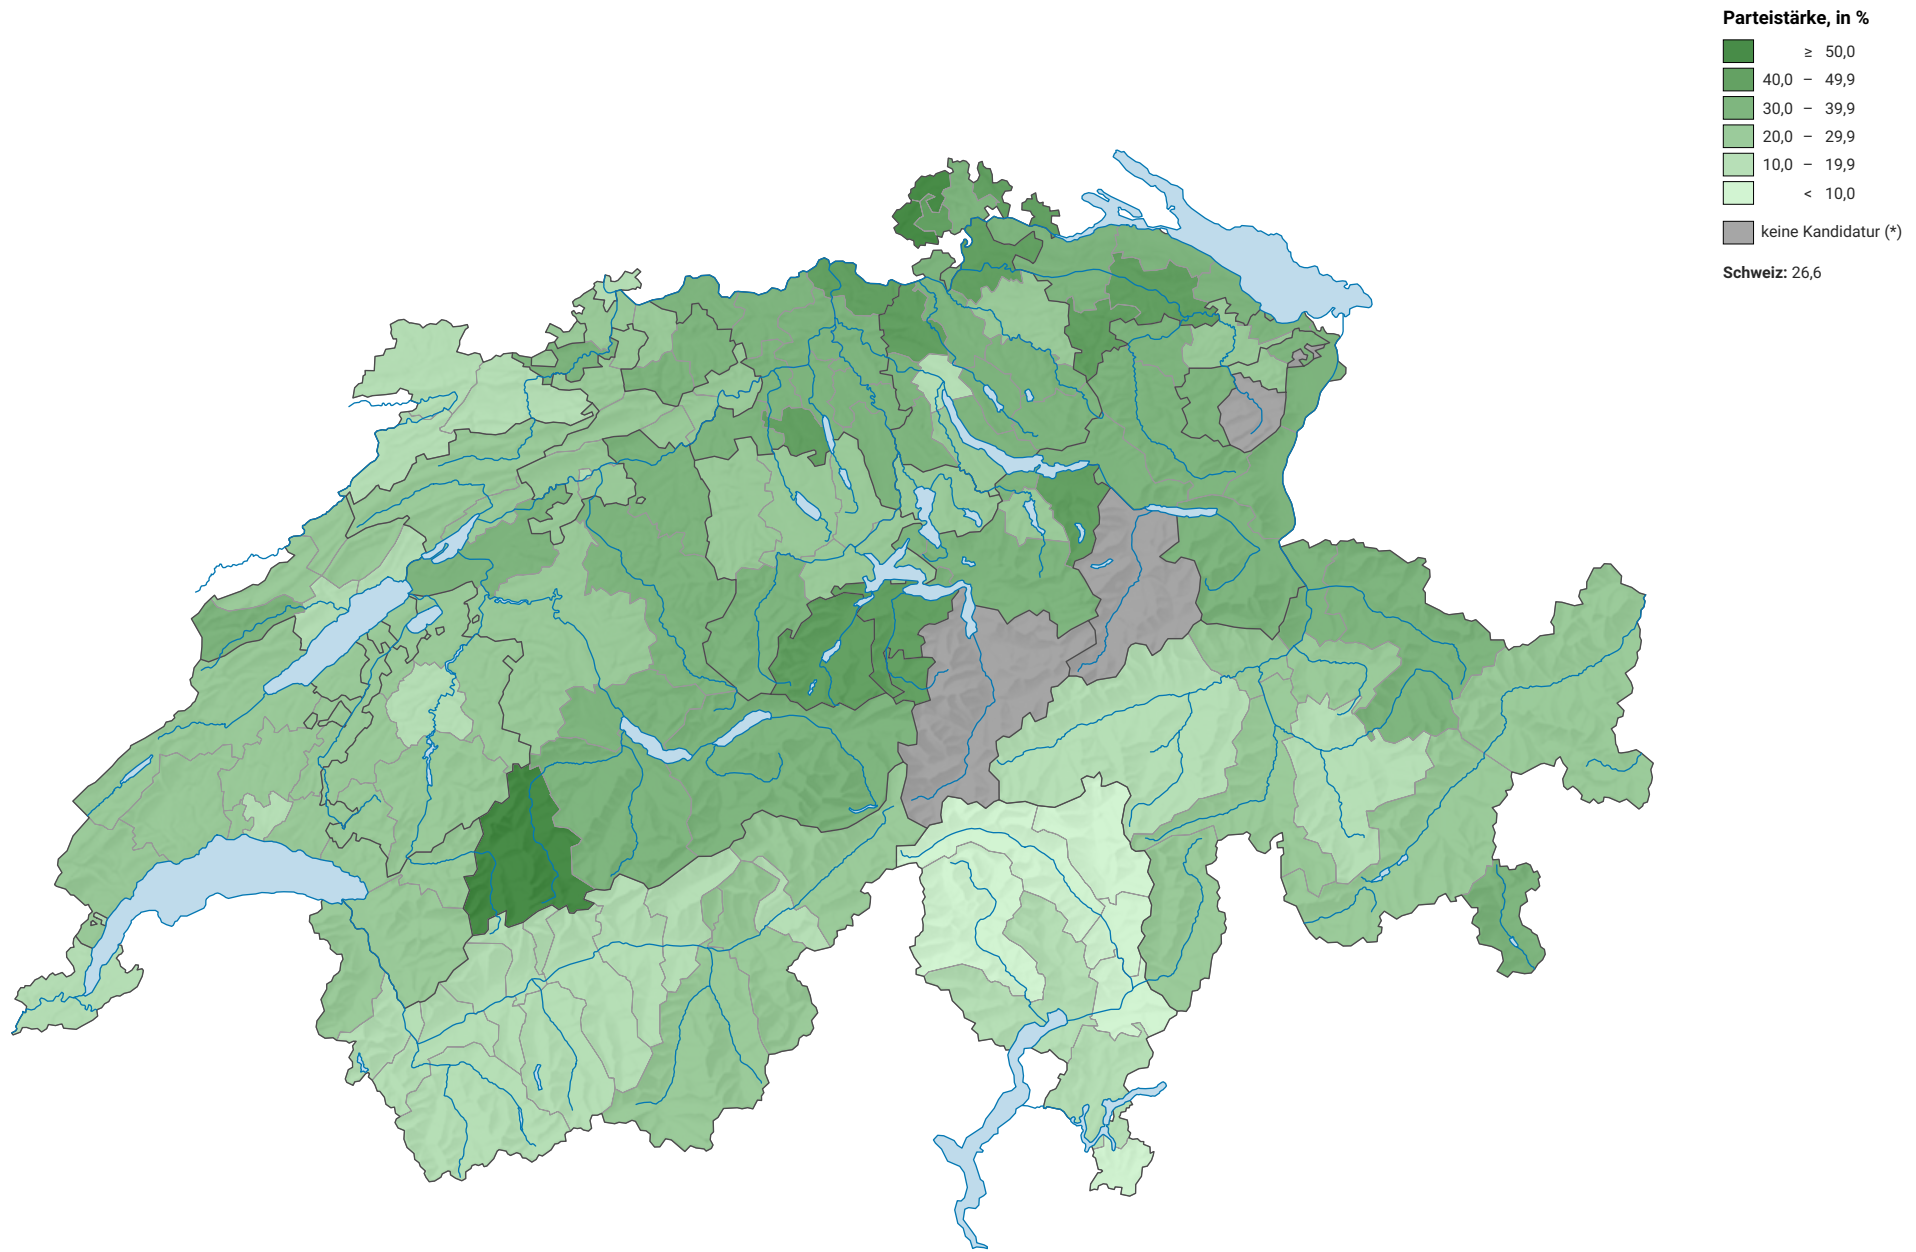 Parteistärke, in %
≥ 50,0
40,0 – 49,9
30,0 – 39,9
20,0 – 29,9
10,0 – 19,9
< 10,0
keine Kandidatur (*)
Schweiz: 26,6